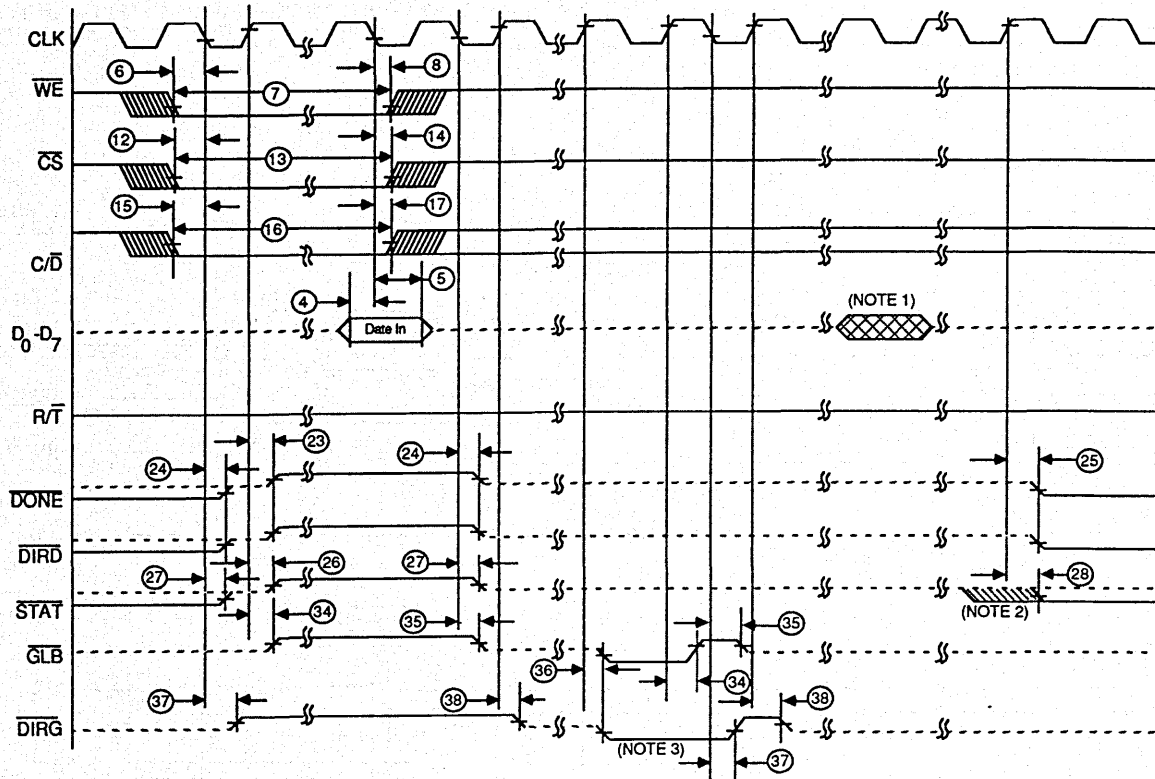 CLK
6
8
WE
7
12
14
CS
13
15
17
16
C/D
5
4
(NOTE 1)
D0-D7
Date In
R/T
23
24
24
25
DONE
DIRD
26
27
27
28
STAT
34
(NOTE 2)
35
35
GLB
36
34
37
38
38
DIRG
(NOTE 3)
37